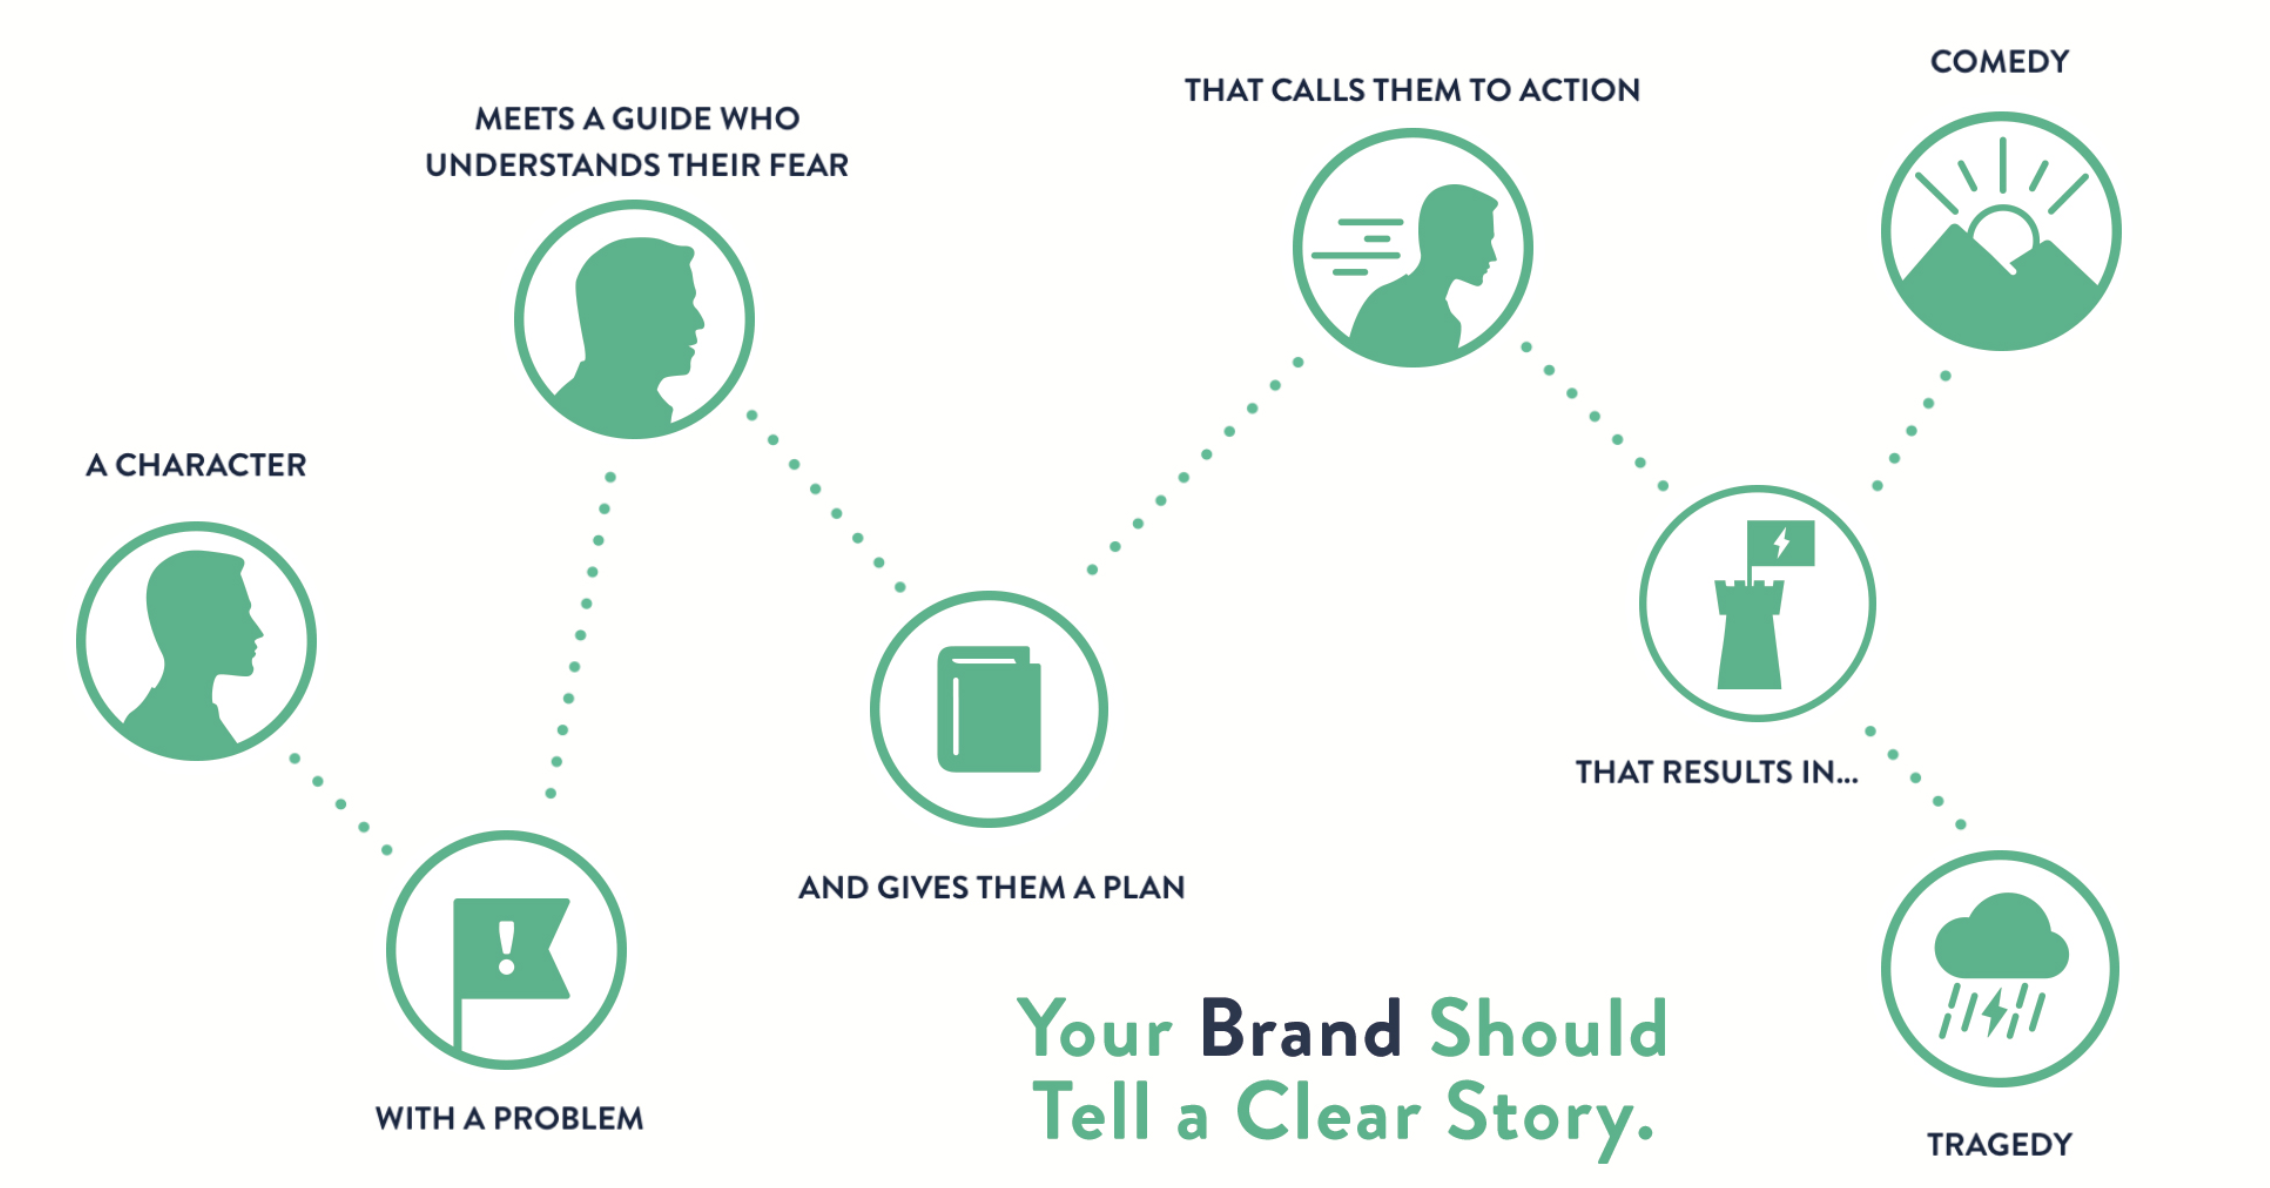 A CHARACTER
WITH A PROBLEM
MEETS A GUIDE WHO
UNDERSTANDS THEIR FEAR
AND GIVES THEM A PLAN
THAT CALLS THEM TO ACTION
THAT RESULTS IN...
COMEDY
TRAGEDY
Your Brand Should
Tell a Clear Story.